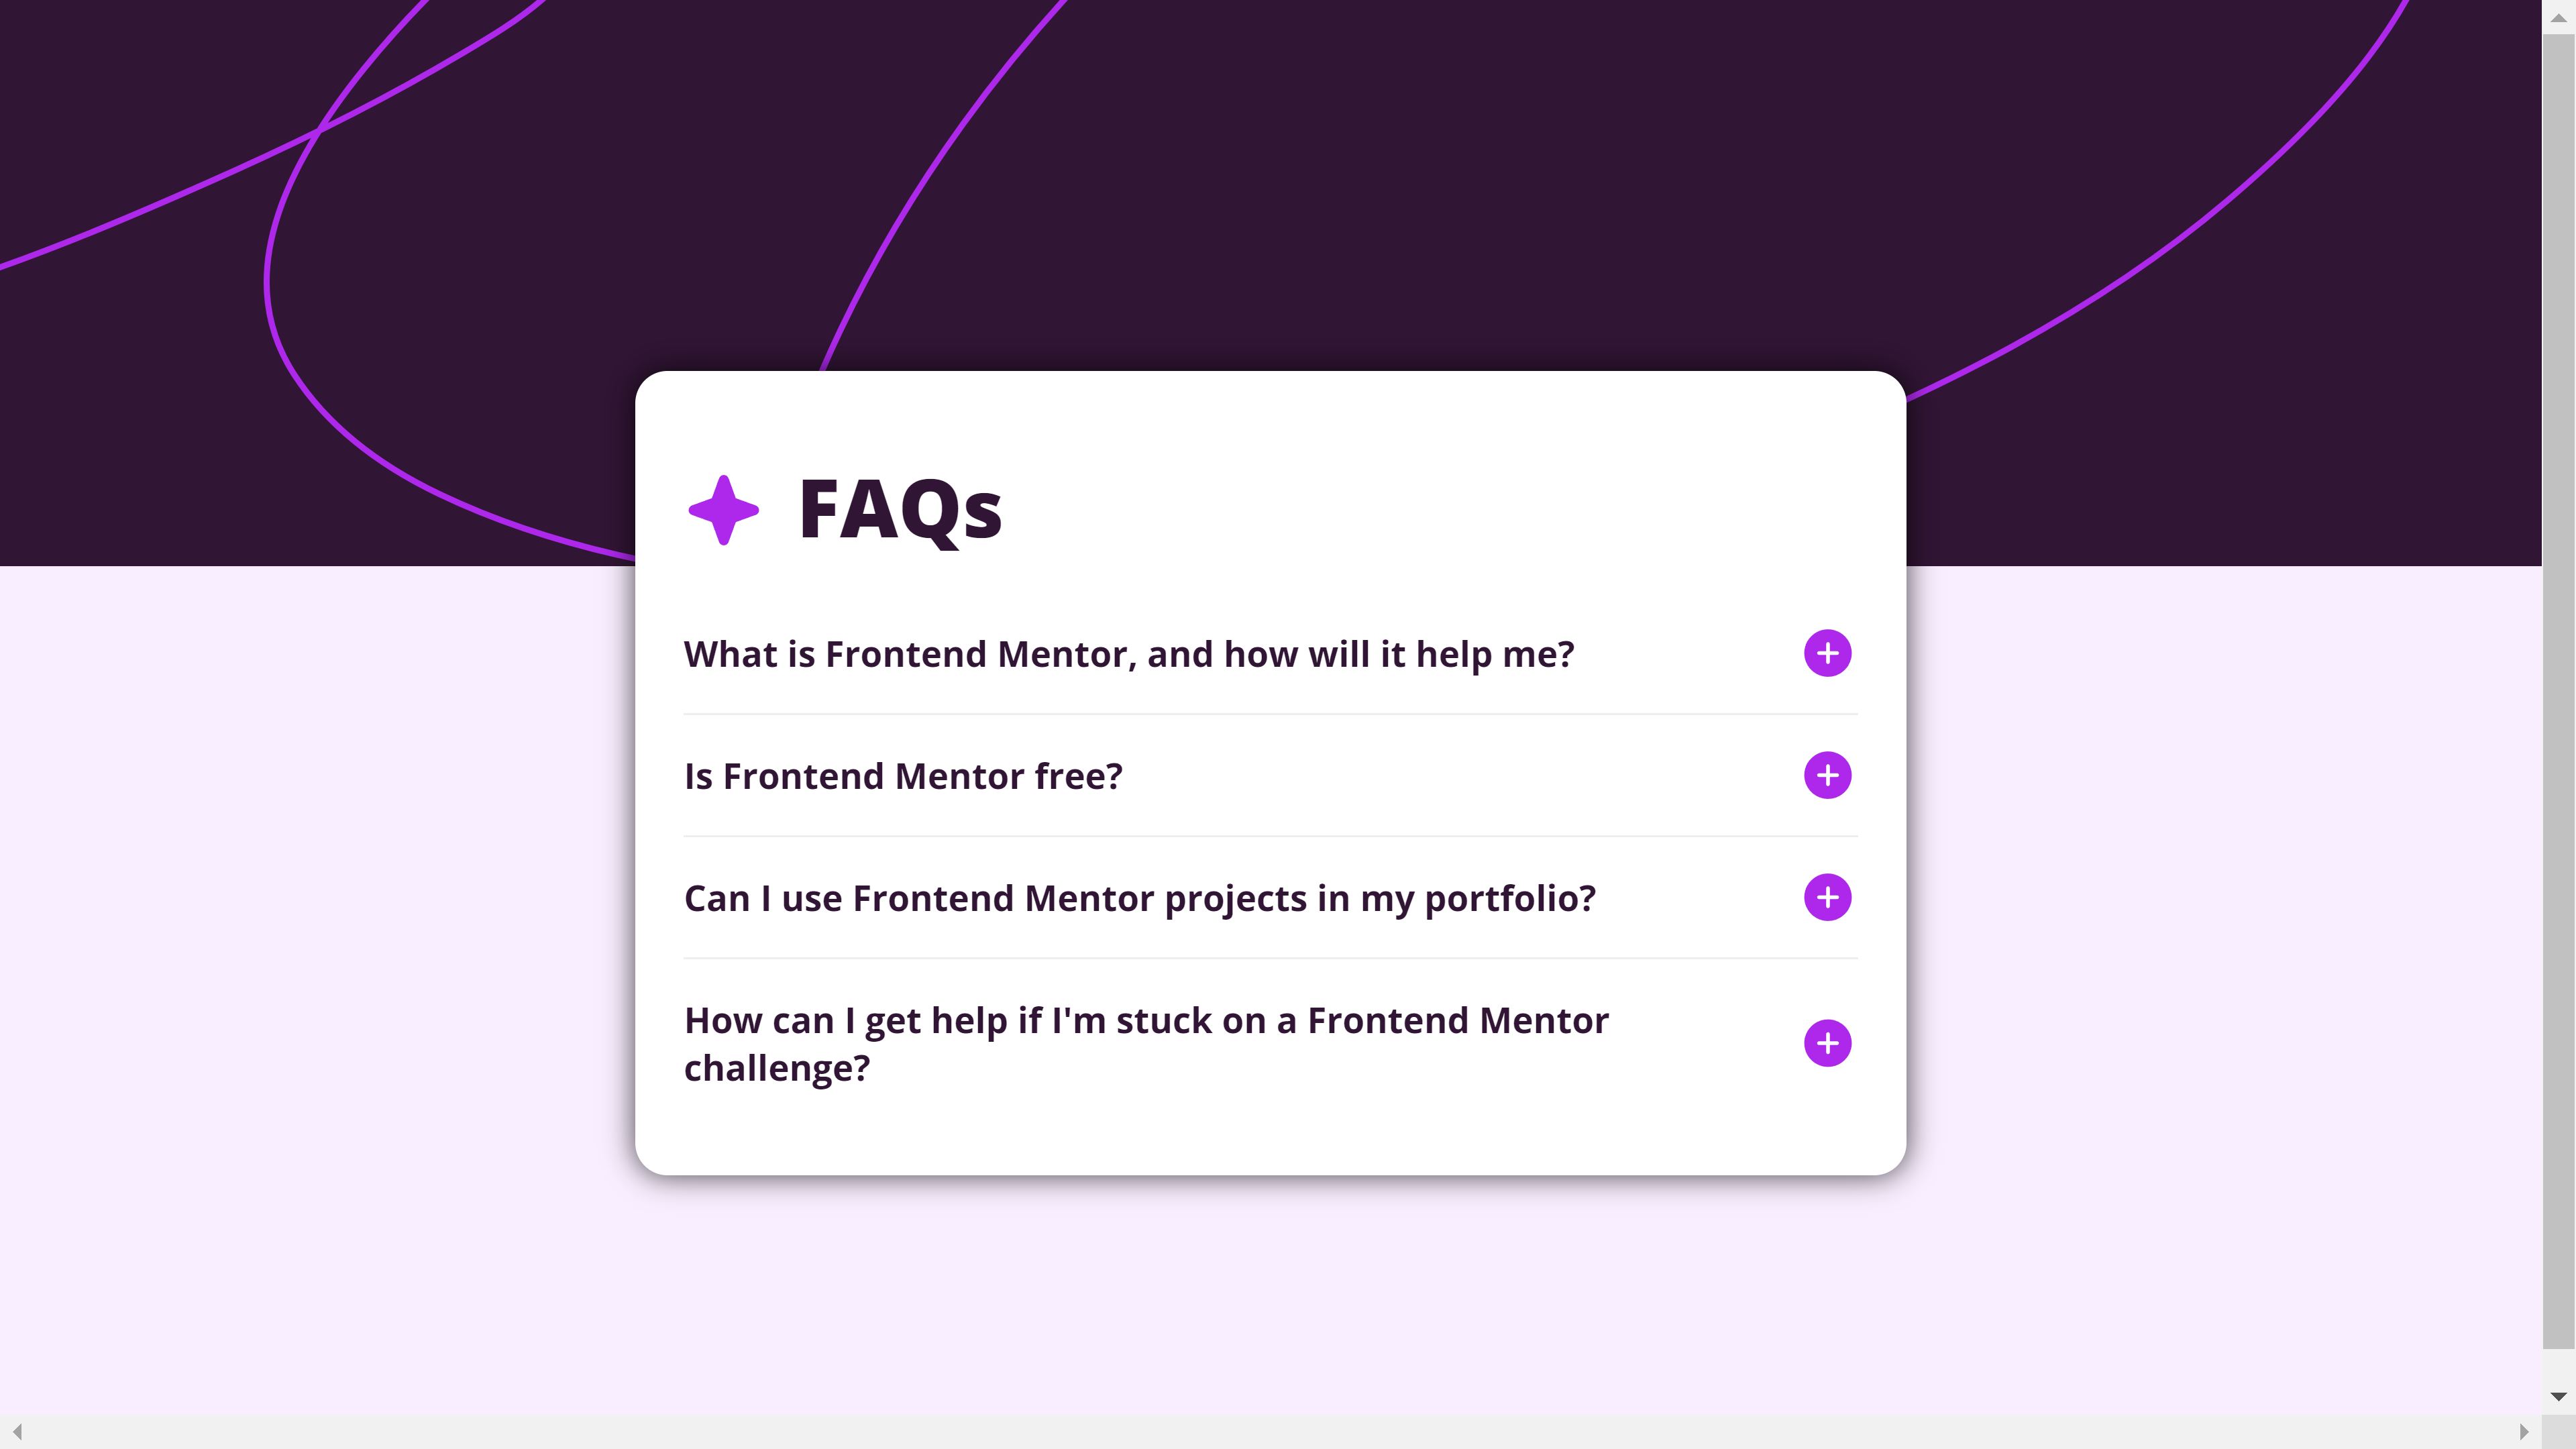 FAQs
What is Frontend Mentor, and how will it help me?
Is Frontend Mentor free?
Can I use Frontend Mentor projects in my portfolio?
How can I get help if I'm stuck on a Frontend Mentor
challenge?